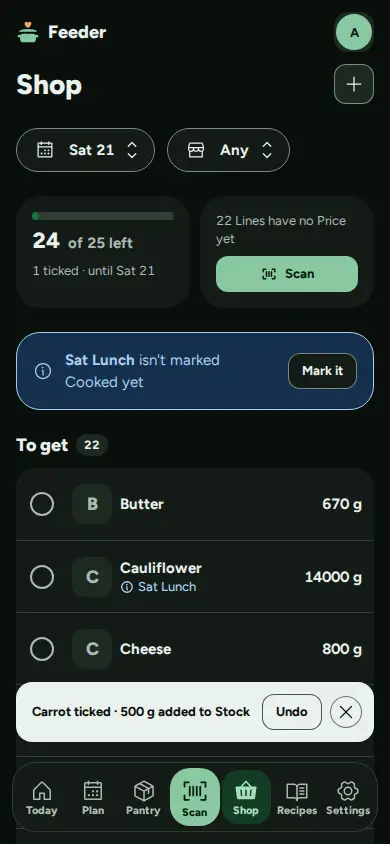 Feeder
A
Shop
Sat 21
Any
24 of 25 left
1 ticked · until Sat 21
22 Lines have no Price
yet
Scan
Sat Lunch isn't marked
Cooked yet
Mark it
To get 22
B Butter 670 g
C Cauliflower 14000 g
Sat Lunch
C Cheese 800 g
Carrot ticked · 500 g added to Stock Undo
Today Plan Pantry Scan Shop Recipes Settings